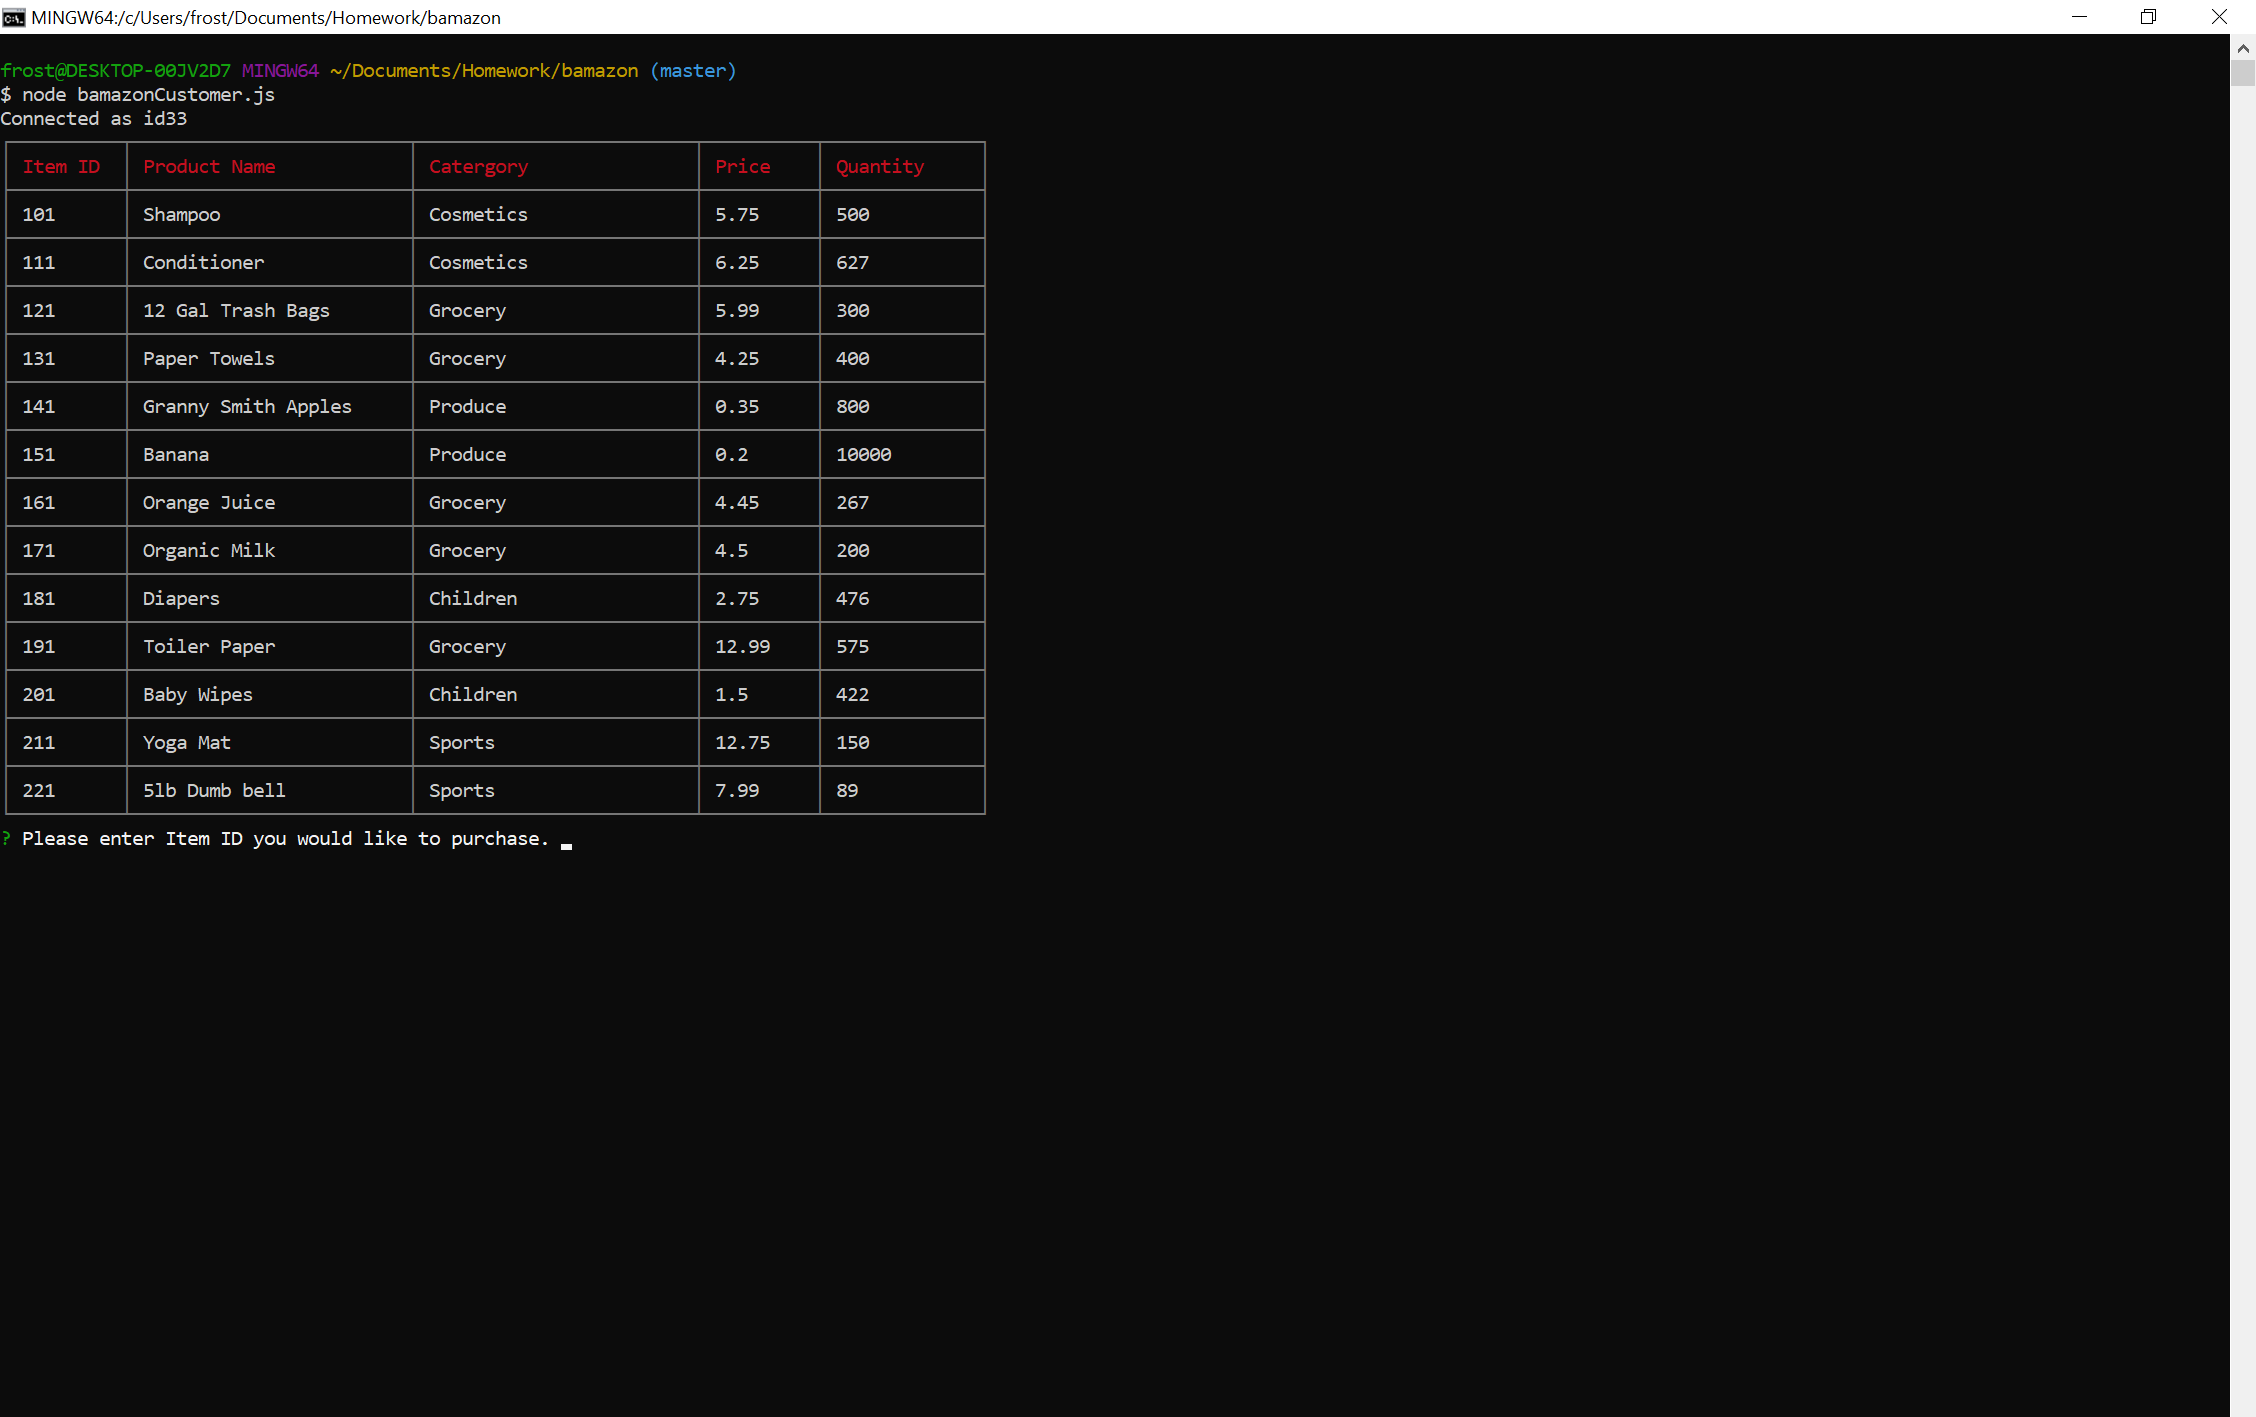 MINGW64:/c/Users/frost/Documents/Homework/bamazon
frost@DESKTOP-00JV2D7 MINGW64 ~/Documents/Homework/bamazon (master)
$ node bamazonCustomer.js
Connected as id33
Item ID Product Name Catergory Price Quantity
101 Shampoo Cosmetics 5.75 500
111 Conditioner Cosmetics 6.25 627
121 12 Gal Trash Bags Grocery 5.99 300
131 Paper Towels Grocery 4.25 400
141 Granny Smith Apples Produce 0.35 800
151 Banana Produce 0.2 10000
161 Orange Juice Grocery 4.45 267
171 Organic Milk Grocery 4.5 200
181 Diapers Children 2.75 476
191 Toiler Paper Grocery 12.99 575
201 Baby Wipes Children 1.5 422
211 Yoga Mat Sports 12.75 150
221 5lb Dumb bell Sports 7.99 89
? Please enter Item ID you would like to purchase.